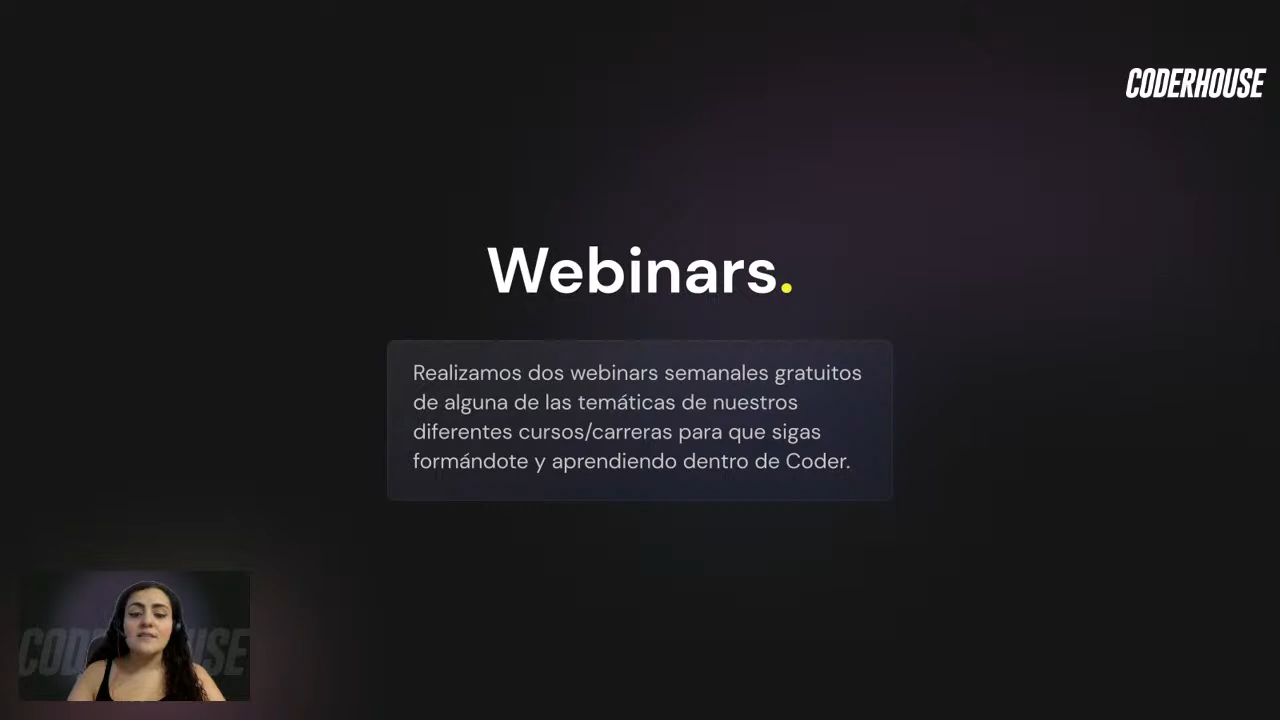 CODERHOUSE
Webinars.
Realizamos dos webinars semanales gratuitos
de alguna de las temáticas de nuestros
diferentes cursos/carreras para que sigas
formándote y aprendiendo dentro de Coder.
CODERHOUSE